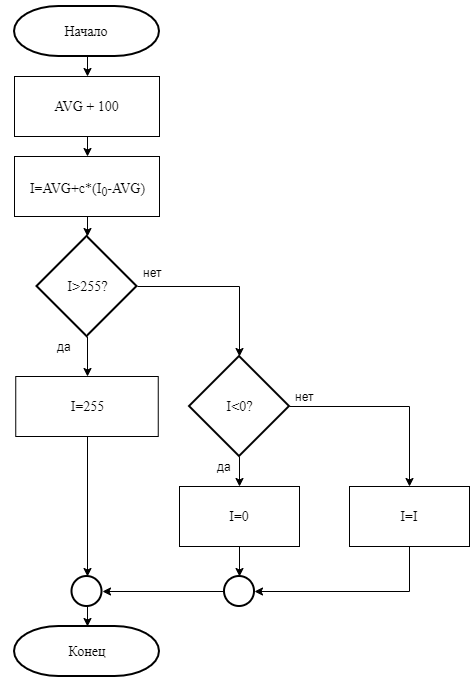 Начало
AVG + 100
I=AVG+c*(I₀-AVG)
I>255?
нет
да
I=255
I<0?
нет
да
I=0
I=I
Конец